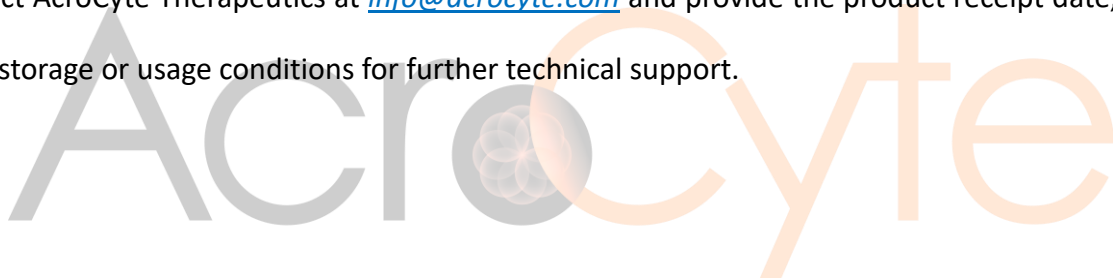 ct AcroCyte Therapeutics at info@acrocyte.com and provide the product receipt date,
storage or usage conditions for further technical support.
AcroCyte